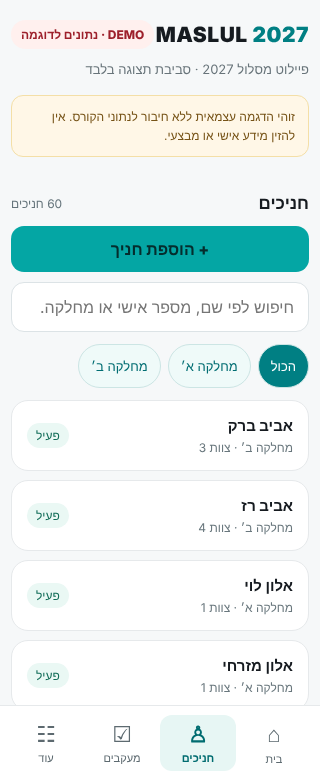 MASLUL 2027
DEMO · נתונים לדוגמה
פיילוט מסלול 2027 · סביבת תצוגה בלבד
זוהי הדגמה עצמאית ללא חיבור לנתוני הקורס. אין
להזין מידע אישי או מבצעי.
חניכים
60 חניכים
+ הוספת חניך
חיפוש לפי שם, מספר אישי או מחלקה.
הכול
מחלקה א׳
מחלקה ב׳
אביב ברק
מחלקה ב׳ · צוות 3
פעיל
אביב רז
מחלקה ב׳ · צוות 4
פעיל
אלון לוי
מחלקה א׳ · צוות 1
פעיל
אלון מזרחי
מחלקה א׳ · צוות 1
פעיל
בית
חניכים
מעקבים
עוד